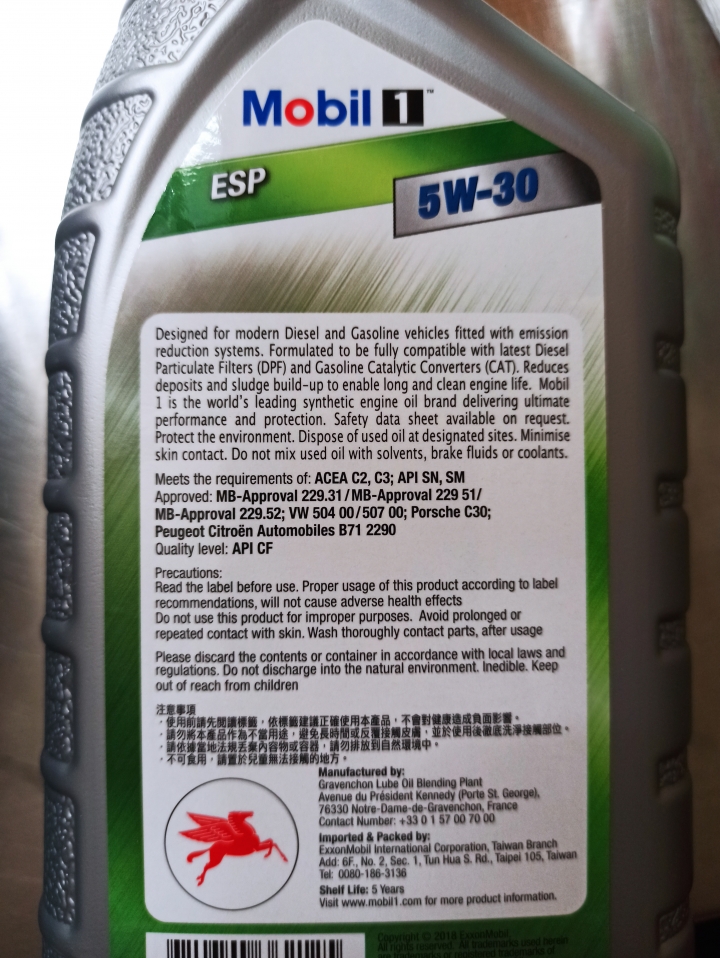 Mobil 1™
ESP
5W-30
Designed for modern Diesel and Gasoline vehicles fitted with emission
reduction systems. Formulated to be fully compatible with latest Diesel
Particulate Filters (DPF) and Gasoline Catalytic Converters (CAT). Reduces
deposits and sludge build-up to enable long and clean engine life. Mobil
1 is the world's leading synthetic engine oil brand delivering ultimate
performance and protection. Safety data sheet available on request.
Protect the environment. Dispose of used oil at designated sites. Minimise
skin contact. Do not mix used oil with solvents, brake fluids or coolants.
Meets the requirements of: ACEA C2, C3; API SN, SM
Approved: MB-Approval 229.31/MB-Approval 229 51/
MB-Approval 229.52; VW 504 00/507 00; Porsche C30;
Peugeot Citroën Automobiles B71 2290
Quality level: API CF
Precautions:
Read the label before use. Proper usage of this product according to label
recommendations, will not cause adverse health effects
Do not use this product for improper purposes. Avoid prolonged or
repeated contact with skin. Wash thoroughly contact parts, after usage
Please discard the contents or container in accordance with local laws and
regulations. Do not discharge into the natural environment. Inedible. Keep
out of reach from children
注意事項
·使用前請先閱讀標籤，依標籤建議正確使用本產品，不會對健康造成負面影響。
·請勿將本產品作為不當用途，避免長時間或反覆接觸皮膚，並於使用後徹底洗淨接觸部位。
·請依據當地法規丟棄內容物或容器，請勿排放到自然環境中。
·不可食用，請置於兒童無法接觸的地方。
Manufactured by:
Gravenchon Lube Oil Blending Plant
Avenue du Président Kennedy (Porte St. George),
76330 Notre-Dame-de-Gravenchon, France
Contact Number: +33 0 1 57 00 70 00
Imported & Packed by:
ExxonMobil International Corporation, Taiwan Branch
Add: 6F., No. 2, Sec. 1, Tun Hua S. Rd., Taipei 105, Taiwan
Tel: 0080-186-3136
Shelf Life: 5 Years
Visit www.mobil1.com for more product information.
Copyright © 2018 ExxonMobil.
All rights reserved. All trademarks used herein
are trademarks or registered trademarks of